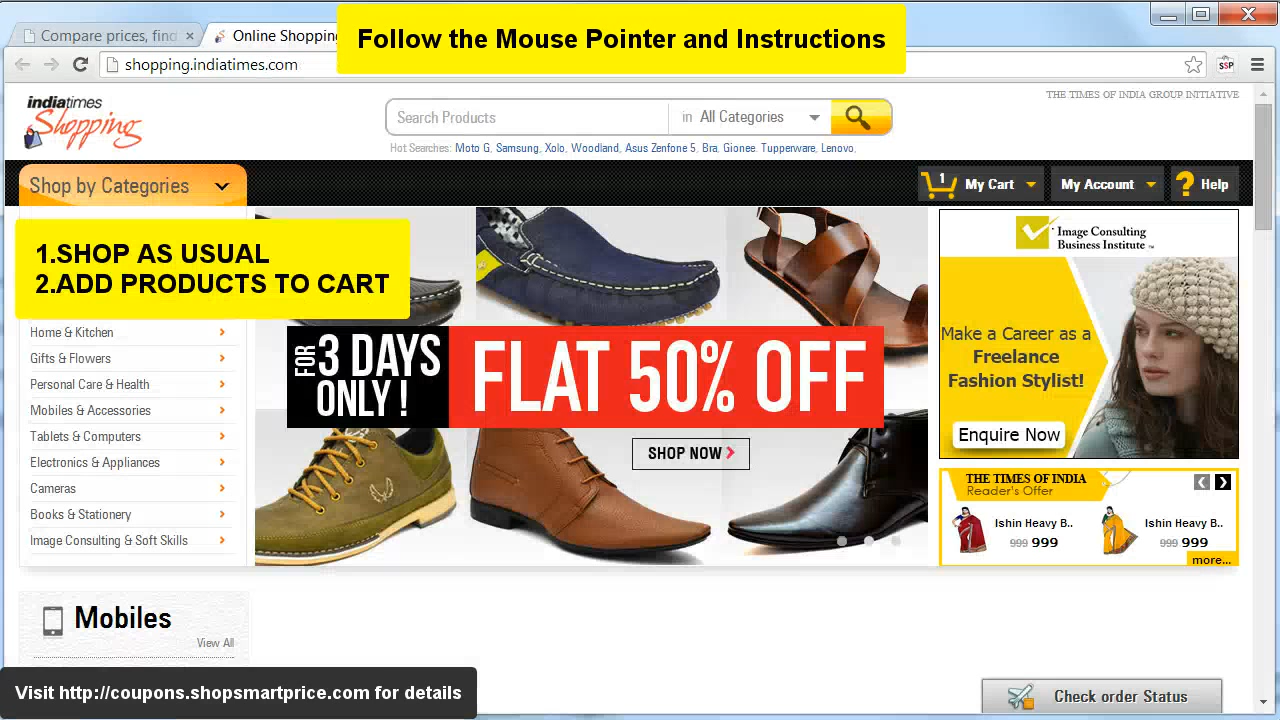 Follow the Mouse Pointer and Instructions
Compare prices, find
Online Shopping
shopping.indiatimes.com
SSP
THE TIMES OF INDIA GROUP INITIATIVE
indiatimes
Shopping
Search Products
in All Categories
Hot Searches: Moto G, Samsung, Xolo, Woodland, Asus Zenfone 5, Bra, Gionee, Tupperware, Lenovo,
Shop by Categories
1 My Cart
My Account
? Help
1.SHOP AS USUAL
2.ADD PRODUCTS TO CART
Home & Kitchen
Gifts & Flowers
Personal Care & Health
Mobiles & Accessories
Tablets & Computers
Electronics & Appliances
Cameras
Books & Stationery
Image Consulting & Soft Skills
FOR 3 DAYS
ONLY !
FLAT 50% OFF
SHOP NOW
Image Consulting
Business Institute ™
Make a Career as a
Freelance
Fashion Stylist!
Enquire Now
THE TIMES OF INDIA
Reader's Offer
Ishin Heavy B..
999 999
Ishin Heavy B..
999 999
more...
Mobiles
View All
Visit http://coupons.shopsmartprice.com for details
Check order Status